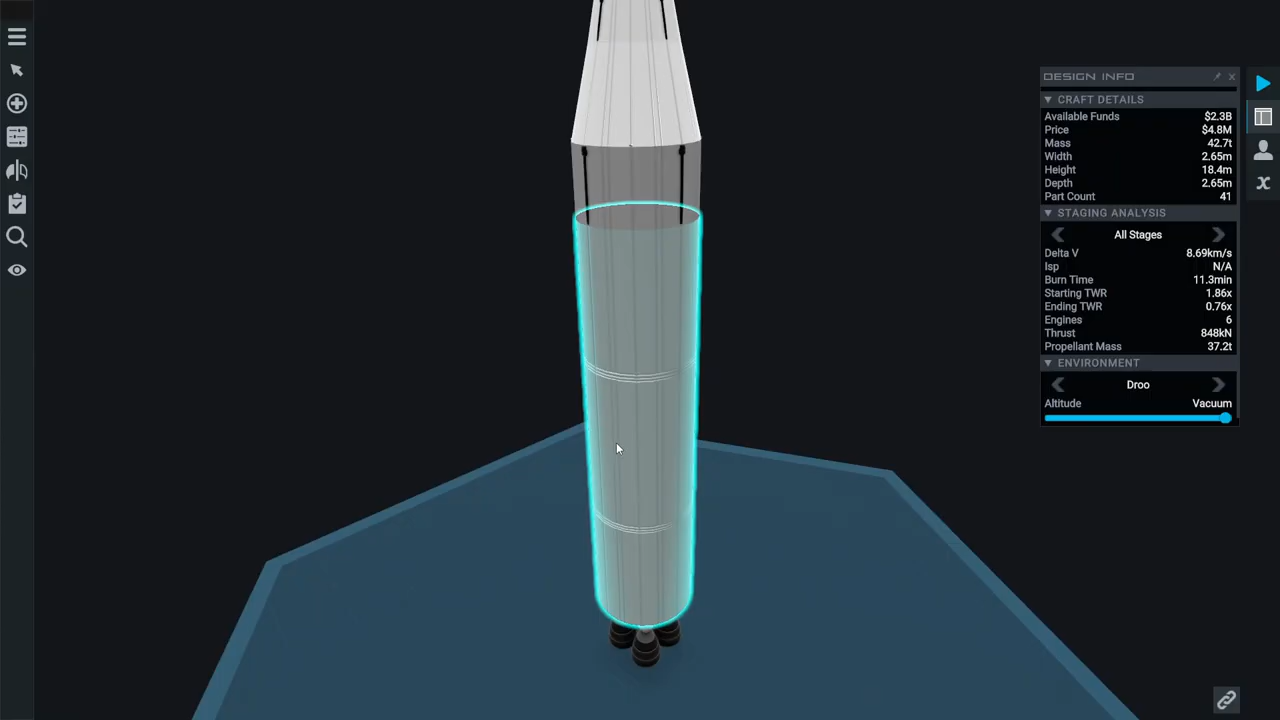 DESIGN INFO
CRAFT DETAILS
Available Funds $2.3B
Price $4.8M
Mass 42.7t
Width 2.65m
Height 18.4m
Depth 2.65m
Part Count 41
STAGING ANALYSIS
All Stages
Delta V 8.69km/s
Isp N/A
Burn Time 11.3min
Starting TWR 1.86x
Ending TWR 0.76x
Engines 6
Thrust 848kN
Propellant Mass 37.2t
ENVIRONMENT
Droo
Altitude Vacuum